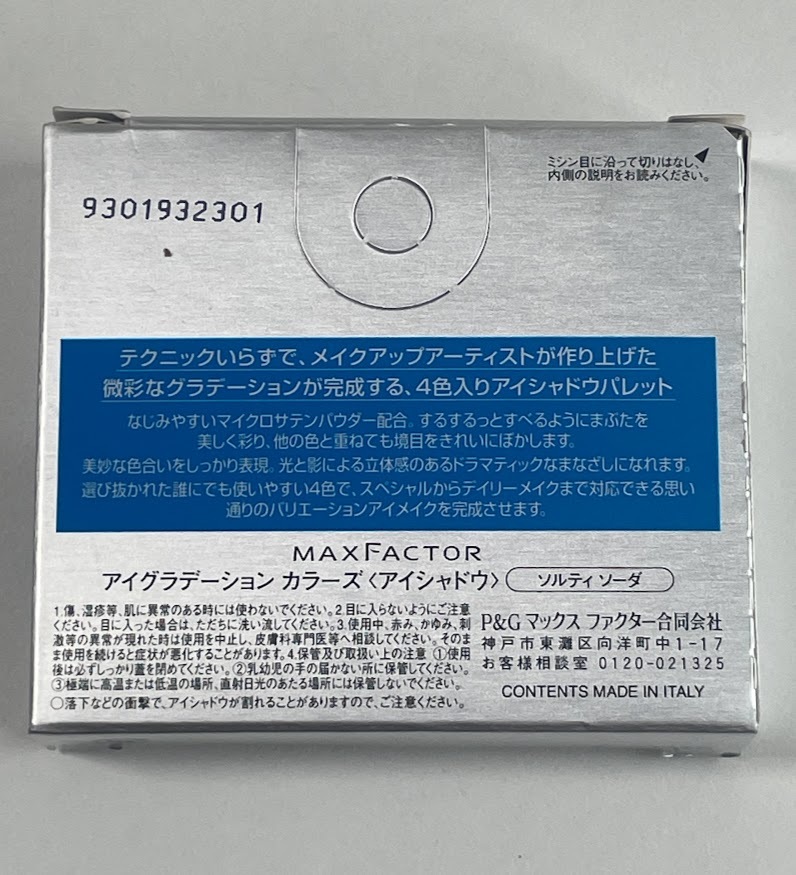 ミシン目に沿って切りはなし、
内側の説明をお読みください。
9301932301
テクニックいらずで、メイクアップアーティストが作り上げた
微彩なグラデーションが完成する、4色入りアイシャドウパレット
なじみやすいマイクロサテンパウダー配合。するするっとすべるようにまぶたを
美しく彩り、他の色と重ねても境目をきれいにぼかします。
美妙な色合いをしっかり表現。光と影による立体感のあるドラマティックなまなざしになれます。
選び抜かれた誰にでも使いやすい4色で、スペシャルからデイリーメイクまで対応できる思い
通りのバリエーションアイメイクを完成させます。
MAXFACTOR
アイグラデーション カラーズ〈アイシャドウ〉 ソルティ ソーダ
1.傷、湿疹等、肌に異常のある時には使わないでください。2.目に入らないようにご注意
ください。目に入った場合は、ただちに洗い流してください。3.使用中、赤み、かゆみ、刺
激等の異常が現れた時は使用を中止し、皮膚科専門医等へ相談してください。そのまま
使用を続けると症状が悪化することがあります。4.保管及び取扱い上の注意 ①使用
後は必ずしっかり蓋を閉めてください。②乳幼児の手の届かない所に保管してください。
③極端に高温または低温の場所、直射日光のあたる場所には保管しないでください。
○落下などの衝撃で、アイシャドウが割れることがありますので、ご注意ください。
P&G マックス ファクター合同会社
神戸市東灘区向洋町中1-17
お客様相談室 0120-021325
CONTENTS MADE IN ITALY